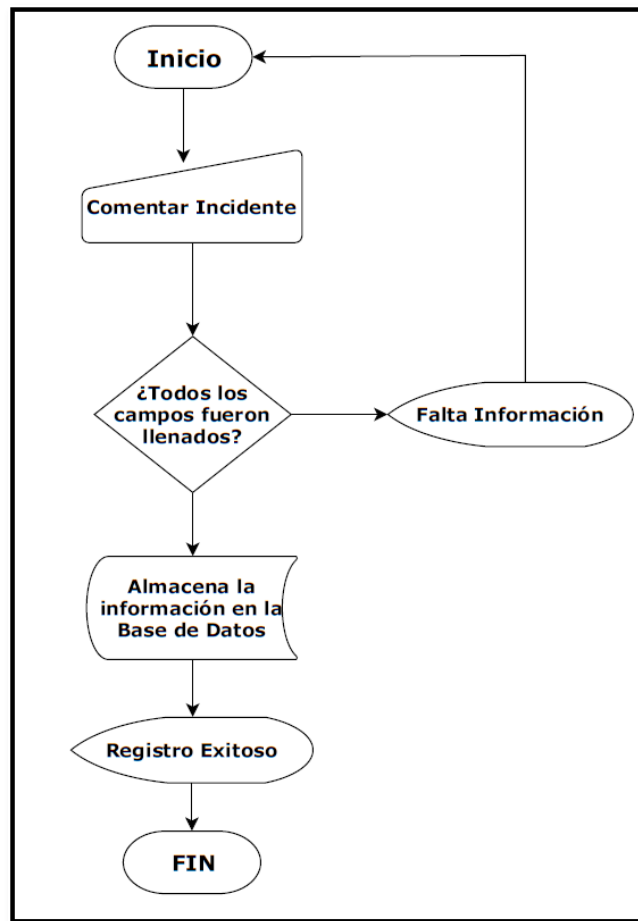 Inicio
Comentar Incidente
¿Todos los
campos fueron
llenados?
Falta Información
Almacena la
información en la
Base de Datos
Registro Exitoso
FIN